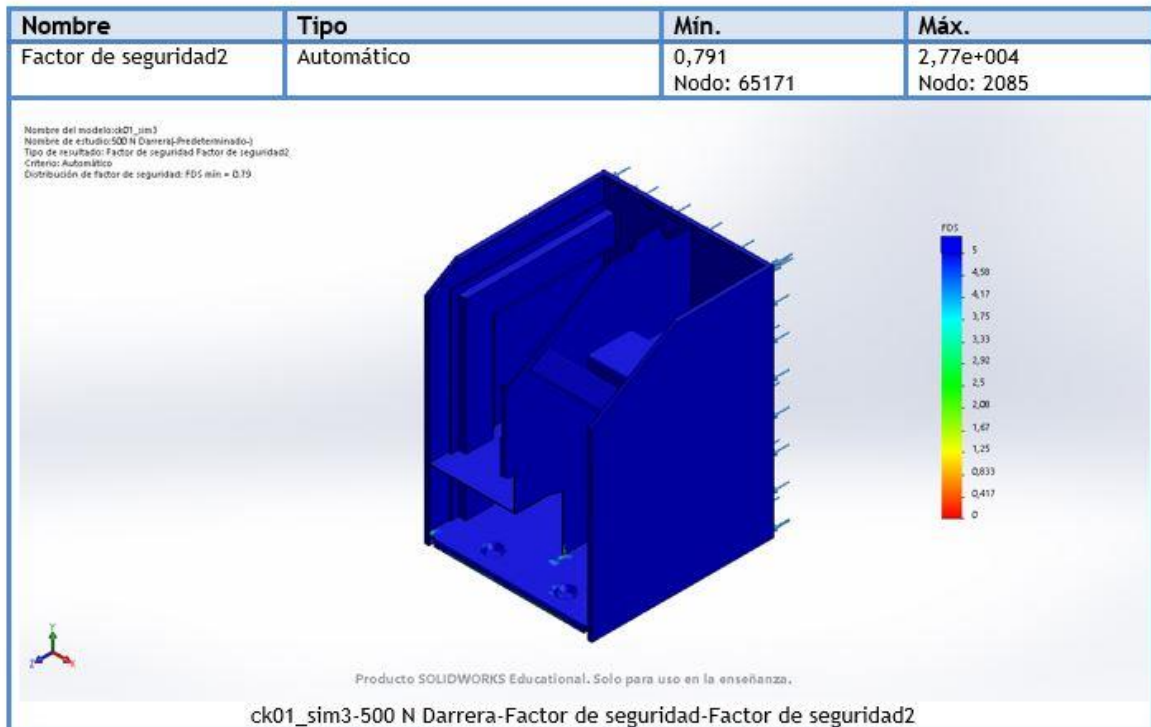 Nombre Tipo Mín. Máx.
Factor de seguridad2 Automático 0,791 2,77e+004
Nodo: 65171 Nodo: 2085
Nombre del modelo:ck01_sim3
Nombre de estudio:500 N Darrera(-Predeterminado-)
Tipo de resultado: Factor de seguridad Factor de seguridad2
Criterio: Automático
Distribución de factor de seguridad: FDS mín = 0.79
FDS
5
4,58
4,17
3,75
3,33
2,92
2,5
2,08
1,67
1,25
0,833
0,417
0
Y
Z X
Producto SOLIDWORKS Educational. Solo para uso en la enseñanza.
ck01_sim3-500 N Darrera-Factor de seguridad-Factor de seguridad2